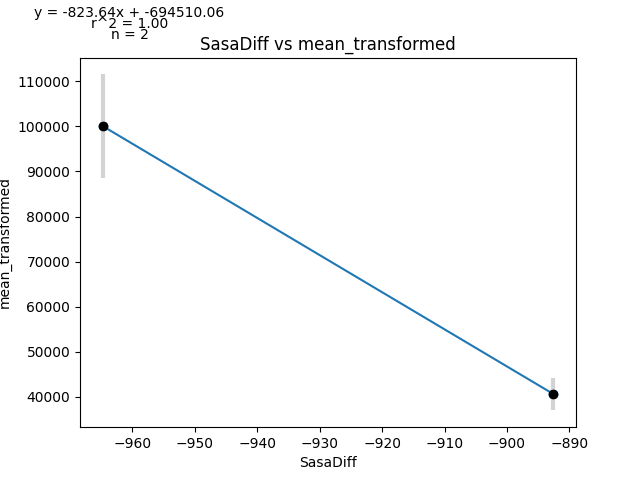 y = -823.64x + -694510.06
r^2 = 1.00
n = 2
SasaDiff vs mean_transformed
110000
100000
90000
80000
70000
60000
50000
40000
mean_transformed
−960 −950 −940 −930 −920 −910 −900 −890
SasaDiff